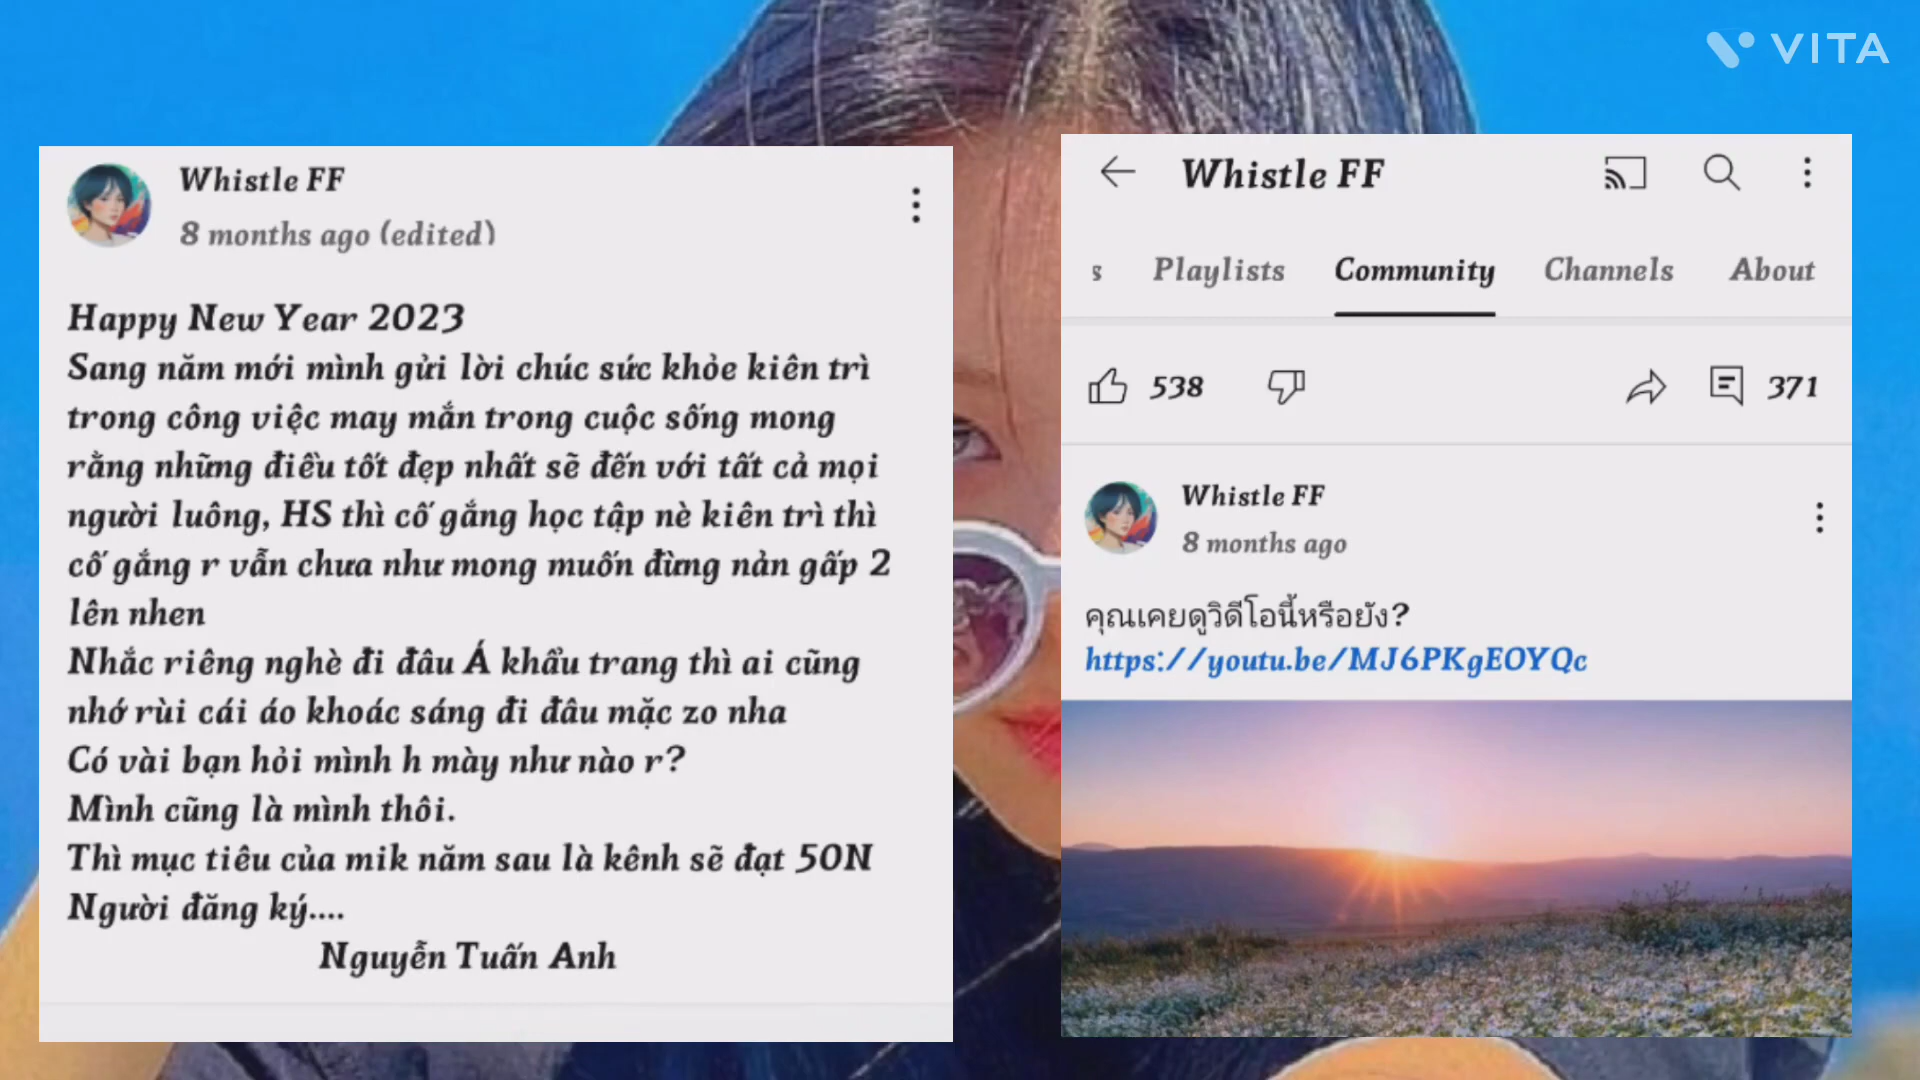 VITA
Whistle FF
8 months ago (edited)
Happy New Year 2023
Sang năm mới mình gửi lời chúc sức khỏe kiên trì
trong công việc may mắn trong cuộc sống mong
rằng những điều tốt đẹp nhất sẽ đến với tất cả mọi
người luông, HS thì cố gắng học tập nè kiên trì thì
cố gắng r vẫn chưa như mong muốn đừng nản gấp 2
lên nhen
Nhắc riêng nghè đi đâu Á khẩu trang thì ai cũng
nhớ rùi cái áo khoác sáng đi đâu mặc zo nha
Có vài bạn hỏi mình h mày như nào r?
Mình cũng là mình thôi.
Thì mục tiêu của mik năm sau là kênh sẽ đạt 50N
Người đăng ký....
Nguyễn Tuấn Anh
Whistle FF
s Playlists Community Channels About
538 371
Whistle FF
8 months ago
คุณเคยดูวิดีโอนี้หรือยัง?
https://youtu.be/MJ6PKgEOYQc